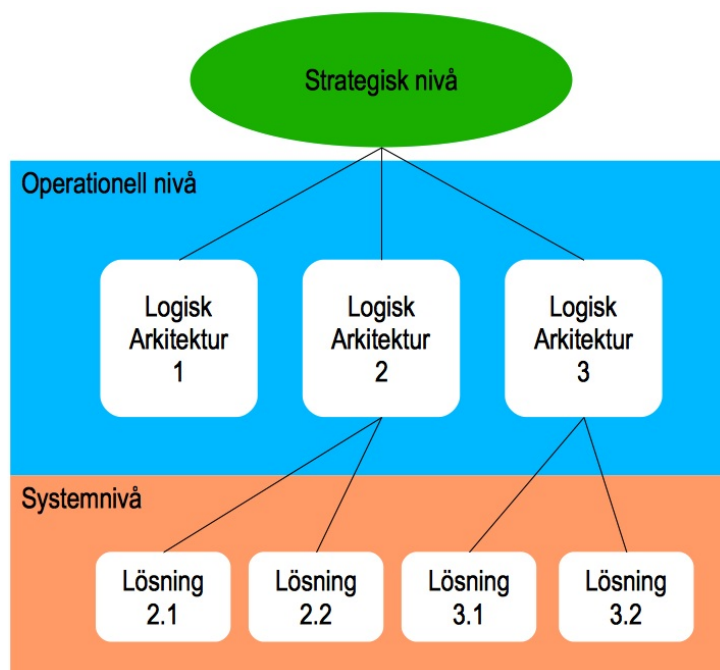 Strategisk nivå
Operationell nivå
Logisk
Arkitektur
1
Logisk
Arkitektur
2
Logisk
Arkitektur
3
Systemnivå
Lösning
2.1
Lösning
2.2
Lösning
3.1
Lösning
3.2